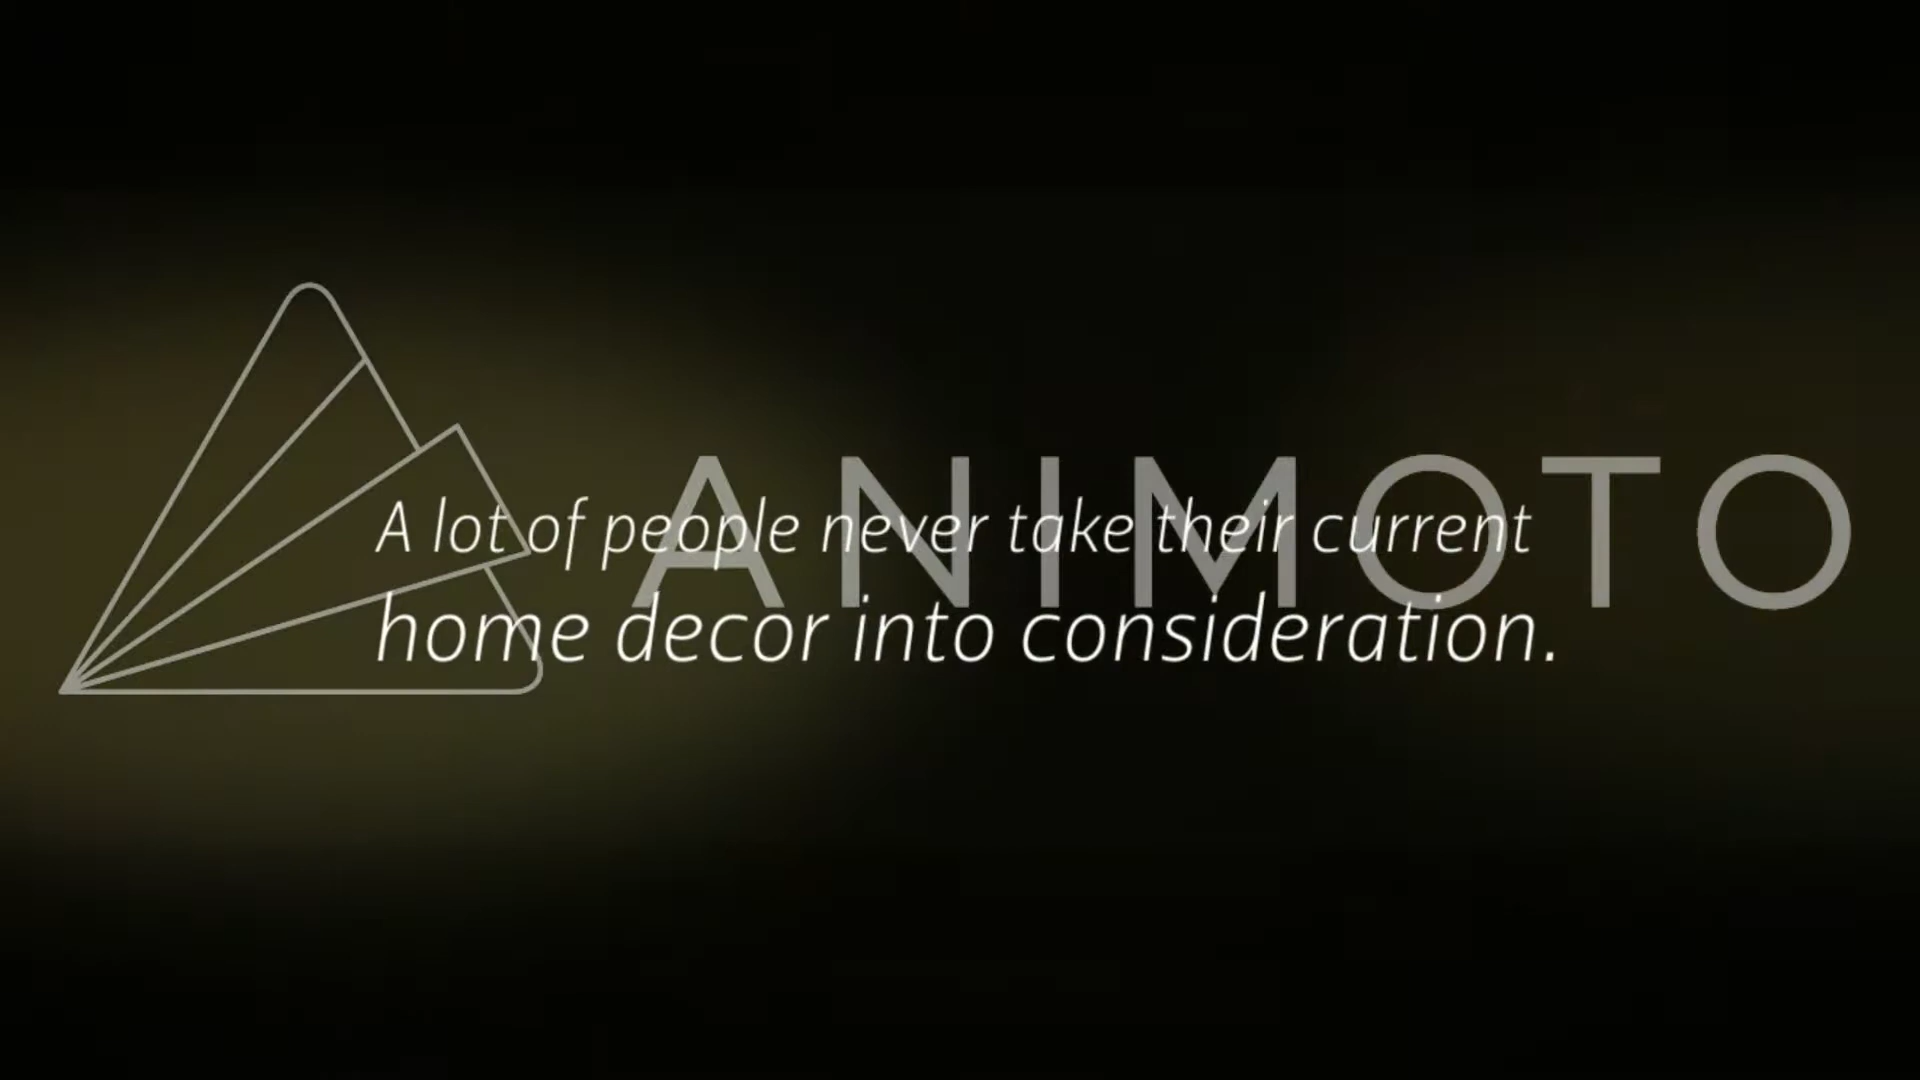 ANIMOTO
A lot of people never take their current
home decor into consideration.